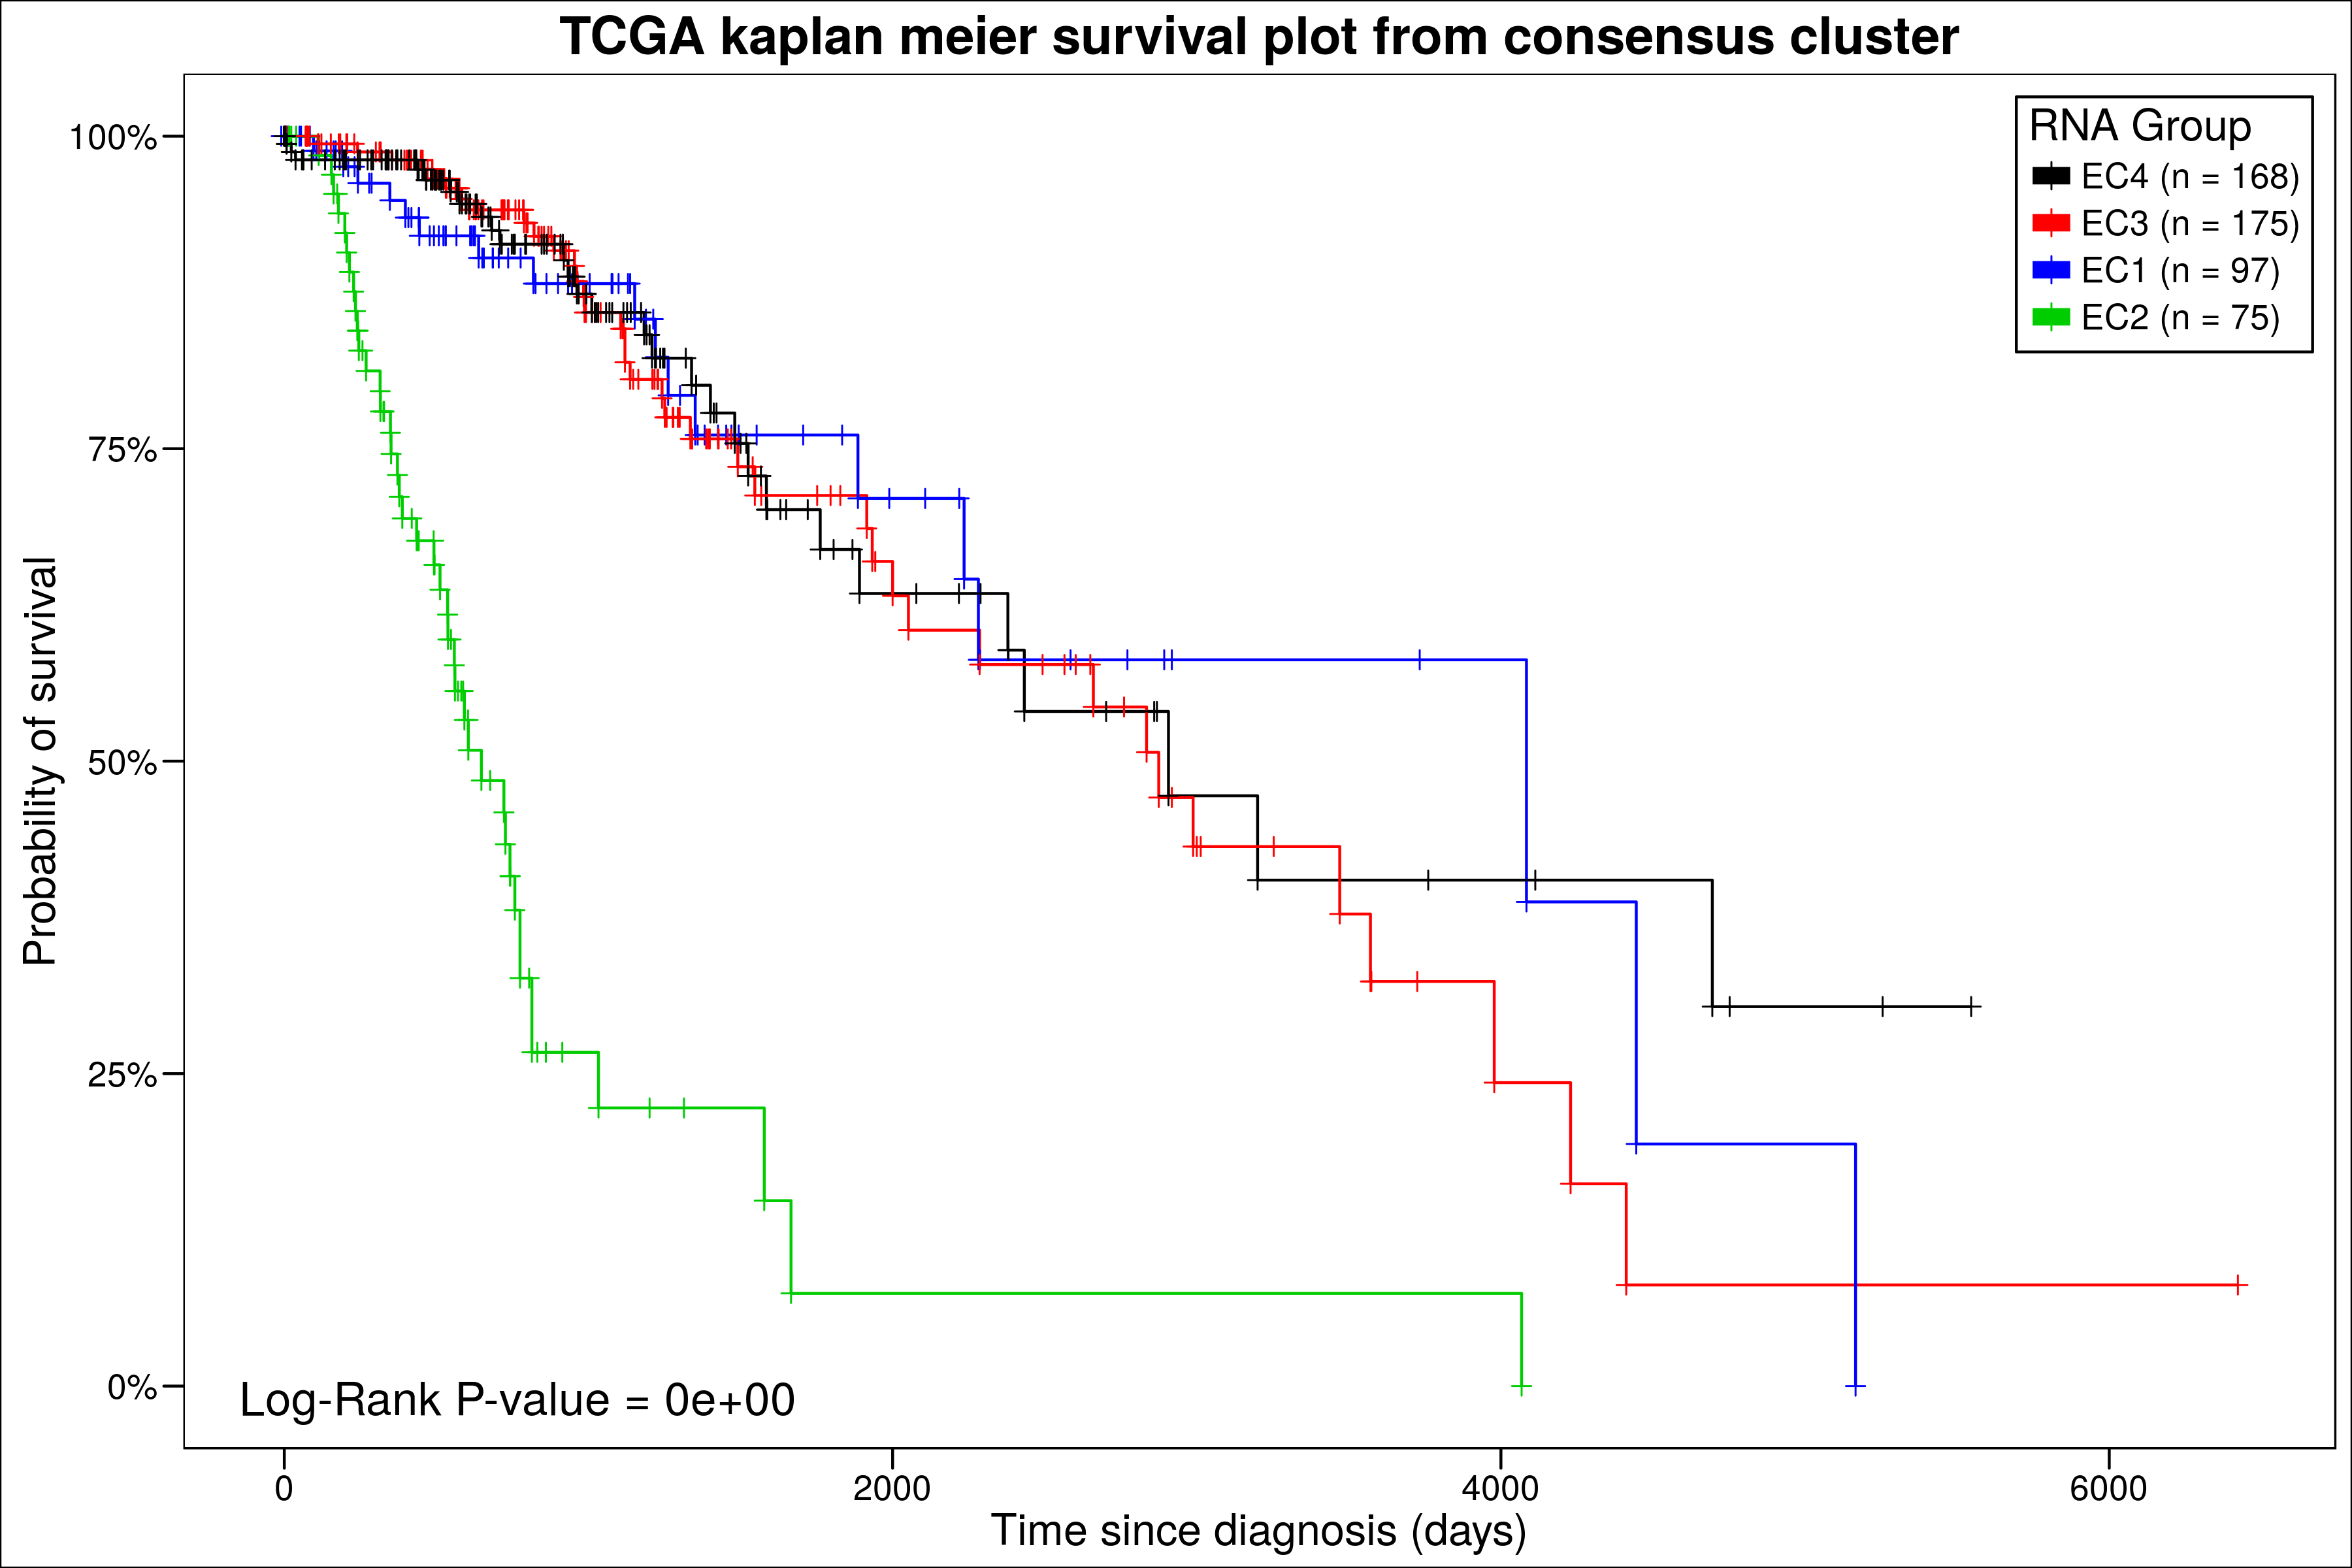 TCGA kaplan meier survival plot from consensus cluster
RNA Group
EC4 (n = 168)
EC3 (n = 175)
EC1 (n = 97)
EC2 (n = 75)
Probability of survival
100%
75%
50%
25%
0%
Log-Rank P-value = 0e+00
0 2000 4000 6000
Time since diagnosis (days)